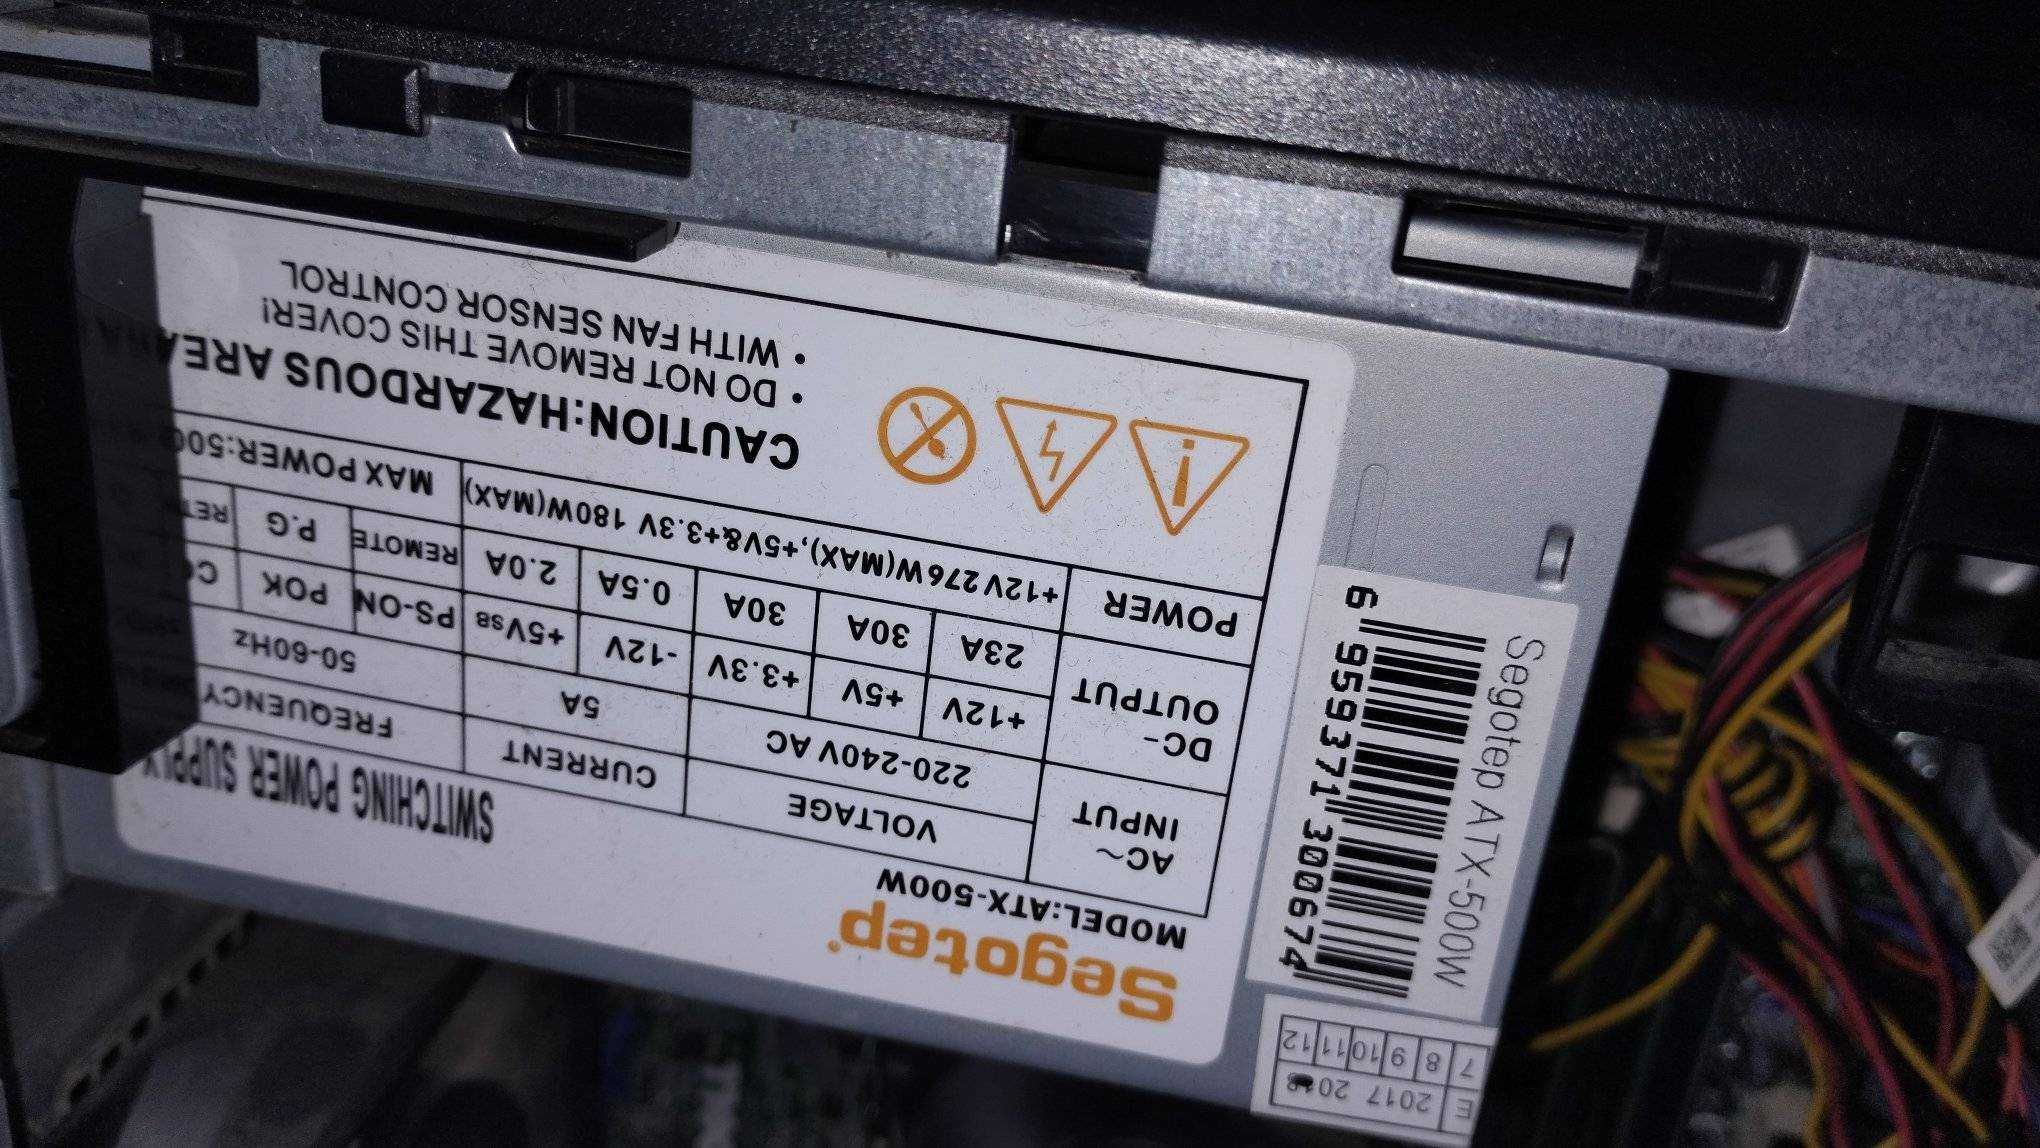 Segotep
MODEL:ATX-500W
SWITCHING POWER SUPPLY
AC~ INPUT
VOLTAGE CURRENT FREQUENCY
220-240V AC 5A 50-60Hz
DC- OUTPUT
+12V +5V +3.3V -12V +5VSB PS-ON POK
23A 30A 30A 0.5A 2.0A REMOTE P.G
POWER +12V 276W(MAX),+5V&+3.3V 180W(MAX) MAX POWER:500
CAUTION:HAZARDOUS AREA
• DO NOT REMOVE THIS COVER!
• WITH FAN SENSOR CONTROL
Segotep ATX-500W
6 959371 300674
E 2017 2018
7 8 9 10 11 12